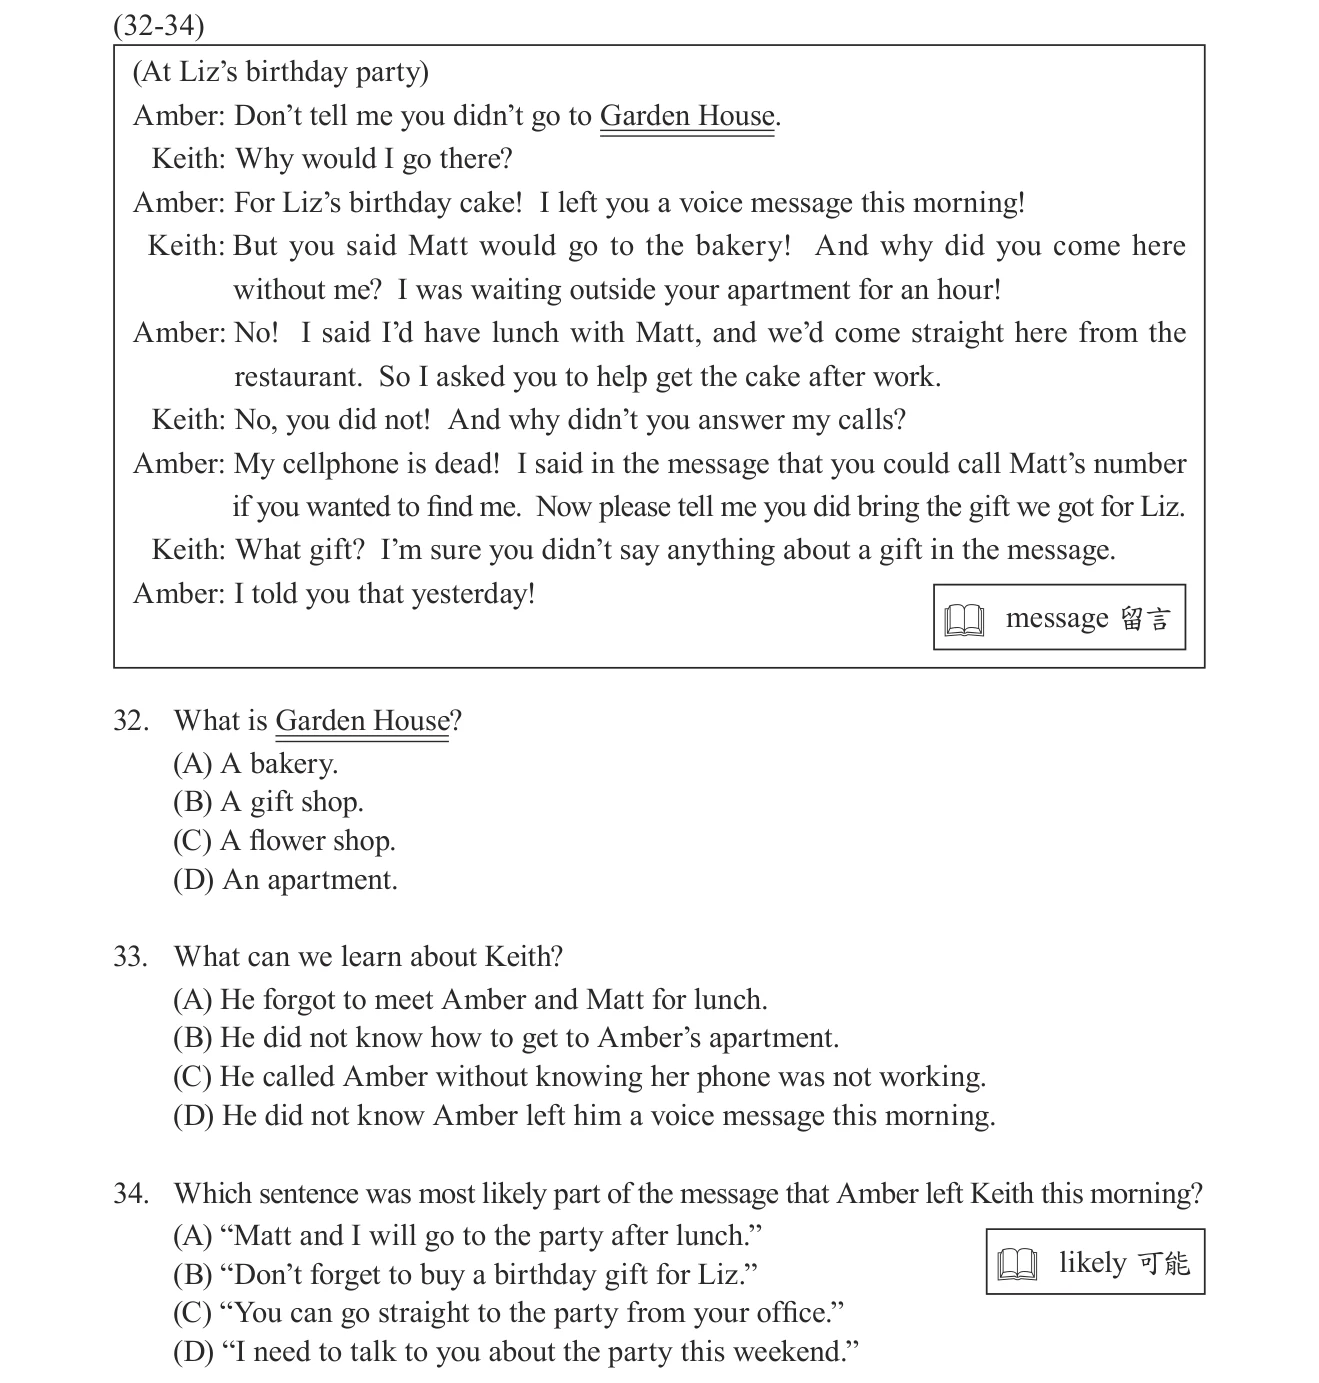 (32-34)
(At Liz’s birthday party)
Amber: Don’t tell me you didn’t go to Garden House.
Keith: Why would I go there?
Amber: For Liz’s birthday cake! I left you a voice message this morning!
Keith: But you said Matt would go to the bakery! And why did you come here
without me? I was waiting outside your apartment for an hour!
Amber: No! I said I’d have lunch with Matt, and we’d come straight here from the
restaurant. So I asked you to help get the cake after work.
Keith: No, you did not! And why didn’t you answer my calls?
Amber: My cellphone is dead! I said in the message that you could call Matt’s number
if you wanted to find me. Now please tell me you did bring the gift we got for Liz.
Keith: What gift? I’m sure you didn’t say anything about a gift in the message.
Amber: I told you that yesterday!
message 留言
32. What is Garden House?
(A) A bakery.
(B) A gift shop.
(C) A flower shop.
(D) An apartment.
33. What can we learn about Keith?
(A) He forgot to meet Amber and Matt for lunch.
(B) He did not know how to get to Amber’s apartment.
(C) He called Amber without knowing her phone was not working.
(D) He did not know Amber left him a voice message this morning.
34. Which sentence was most likely part of the message that Amber left Keith this morning?
(A) “Matt and I will go to the party after lunch.”
(B) “Don’t forget to buy a birthday gift for Liz.”
(C) “You can go straight to the party from your office.”
(D) “I need to talk to you about the party this weekend.”
likely 可能